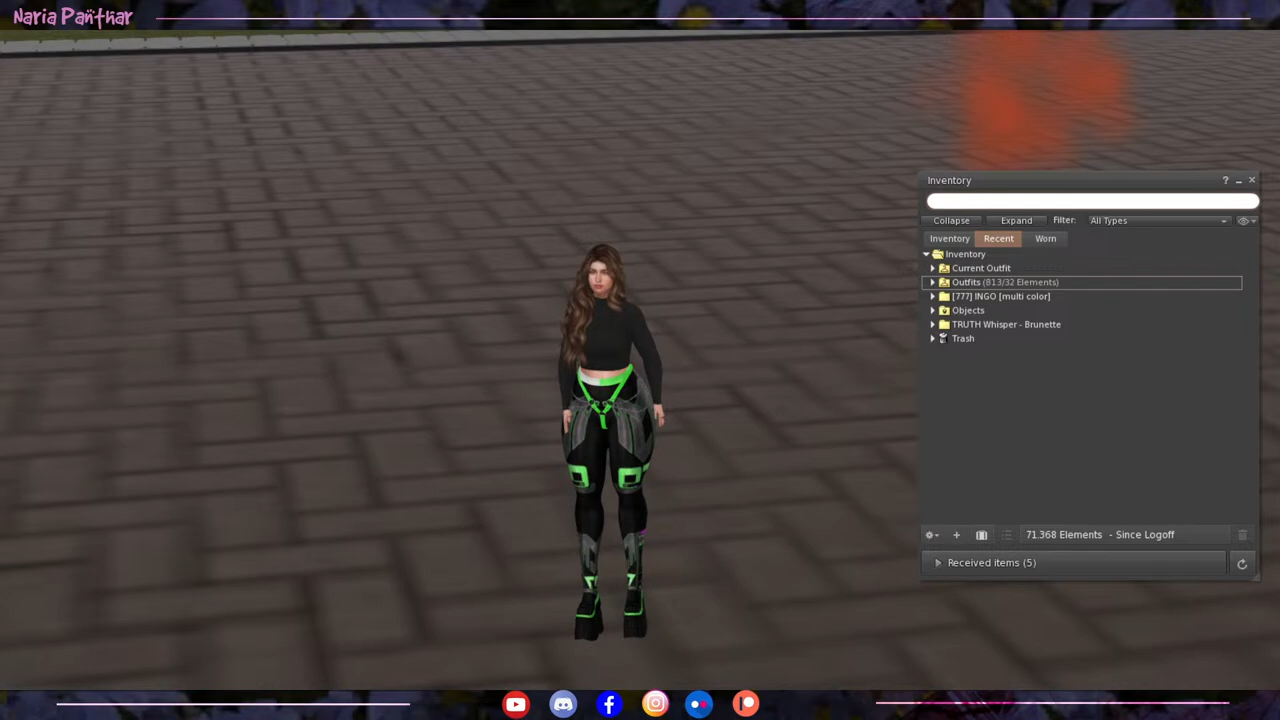 Naria Panthar
Inventory
?
Collapse
Expand
Filter:
All Types
Inventory
Recent
Worn
Inventory
Current Outfit
Outfits (813/32 Elements)
[777] INGO [multi color]
Objects
TRUTH Whisper - Brunette
Trash
71.368 Elements - Since Logoff
Received items (5)